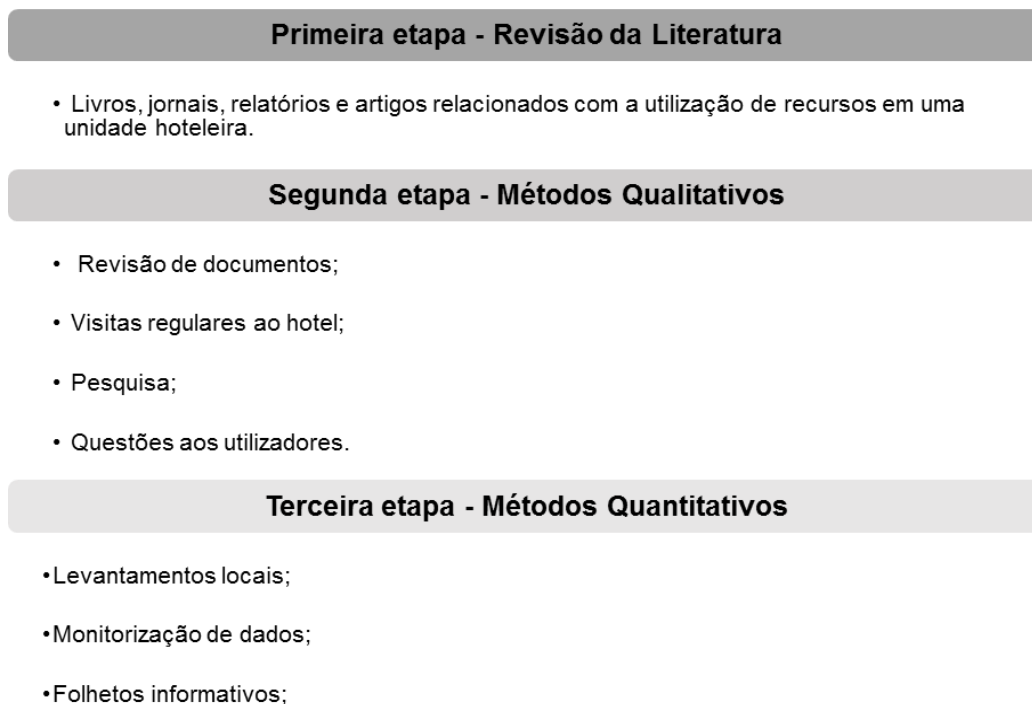 Primeira etapa - Revisão da Literatura
• Livros, jornais, relatórios e artigos relacionados com a utilização de recursos em uma
unidade hoteleira.
Segunda etapa - Métodos Qualitativos
• Revisão de documentos;
• Visitas regulares ao hotel;
• Pesquisa;
• Questões aos utilizadores.
Terceira etapa - Métodos Quantitativos
•Levantamentos locais;
•Monitorização de dados;
•Folhetos informativos;